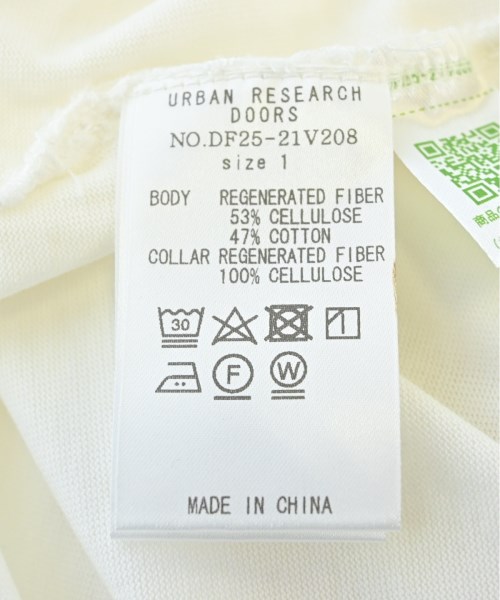 URBAN RESEARCH
DOORS
NO.DF25-21V208
size 1
BODY REGENERATED FIBER
53% CELLULOSE
47% COTTON
COLLAR REGENERATED FIBER
100% CELLULOSE
30
F
W
MADE IN CHINA